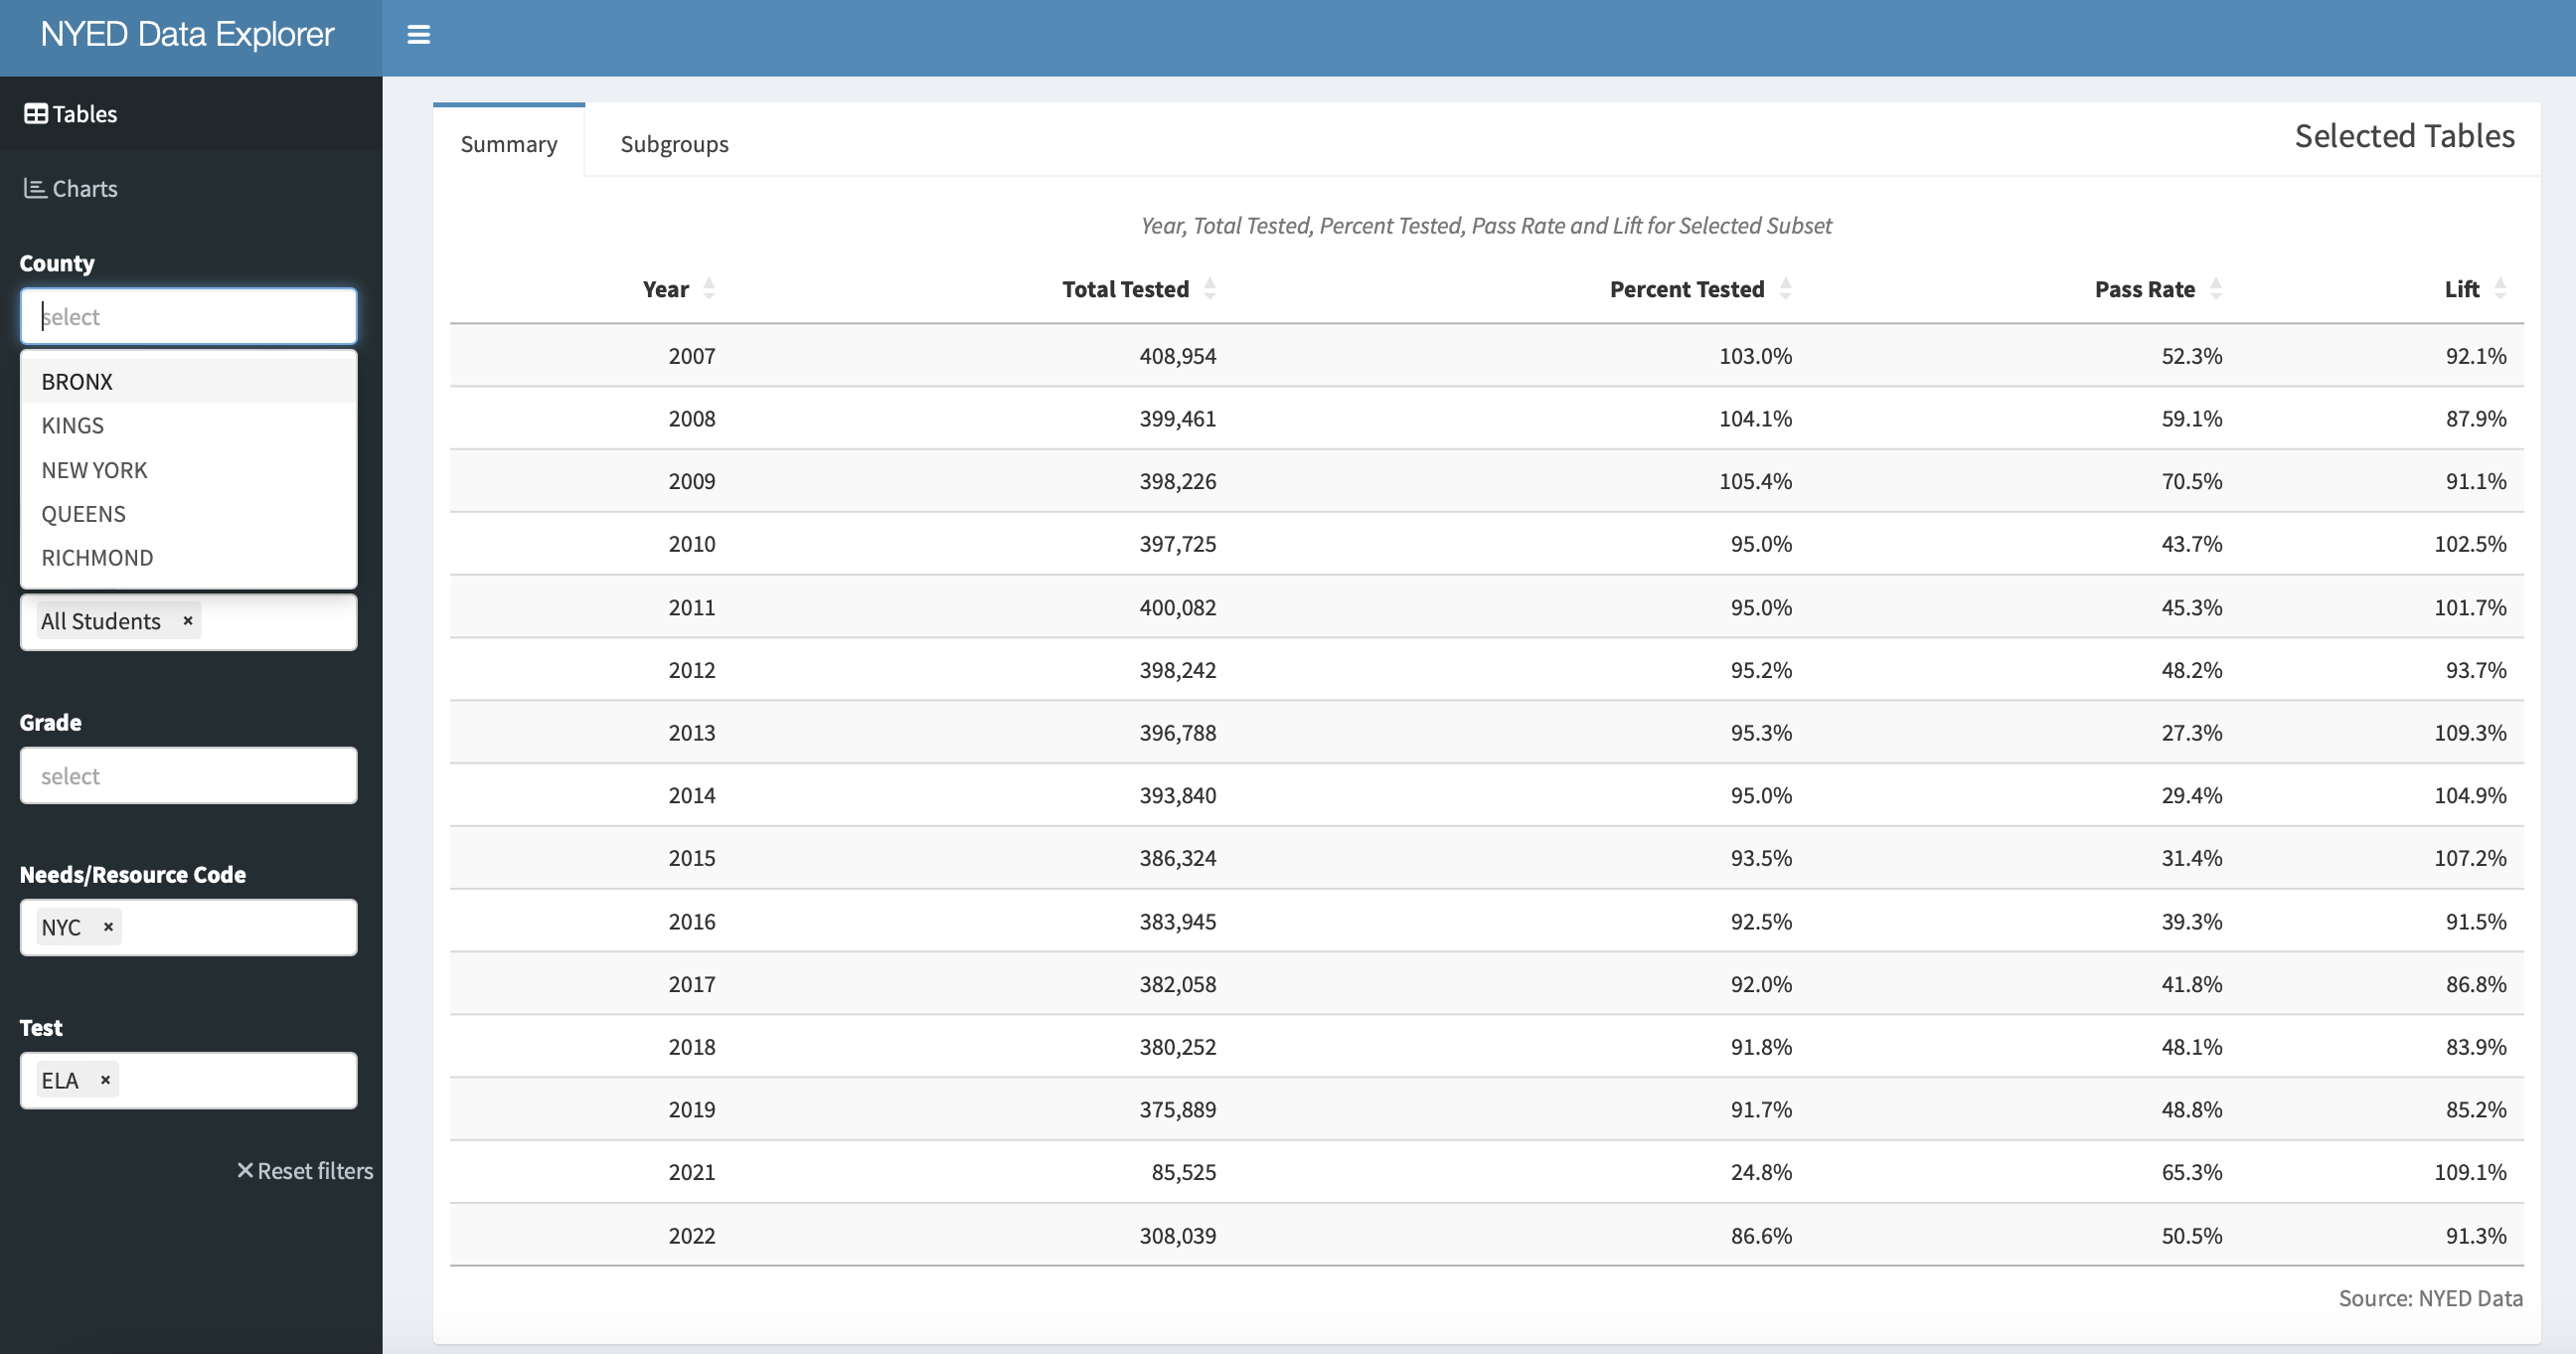 NYED Data Explorer
Tables
Charts
County
select
BRONX
KINGS
NEW YORK
QUEENS
RICHMOND
All Students ×
Grade
select
Needs/Resource Code
NYC ×
Test
ELA ×
Reset filters
Summary Subgroups Selected Tables
Year, Total Tested, Percent Tested, Pass Rate and Lift for Selected Subset
Year Total Tested Percent Tested Pass Rate Lift
2007 408,954 103.0% 52.3% 92.1%
2008 399,461 104.1% 59.1% 87.9%
2009 398,226 105.4% 70.5% 91.1%
2010 397,725 95.0% 43.7% 102.5%
2011 400,082 95.0% 45.3% 101.7%
2012 398,242 95.2% 48.2% 93.7%
2013 396,788 95.3% 27.3% 109.3%
2014 393,840 95.0% 29.4% 104.9%
2015 386,324 93.5% 31.4% 107.2%
2016 383,945 92.5% 39.3% 91.5%
2017 382,058 92.0% 41.8% 86.8%
2018 380,252 91.8% 48.1% 83.9%
2019 375,889 91.7% 48.8% 85.2%
2021 85,525 24.8% 65.3% 109.1%
2022 308,039 86.6% 50.5% 91.3%
Source: NYED Data